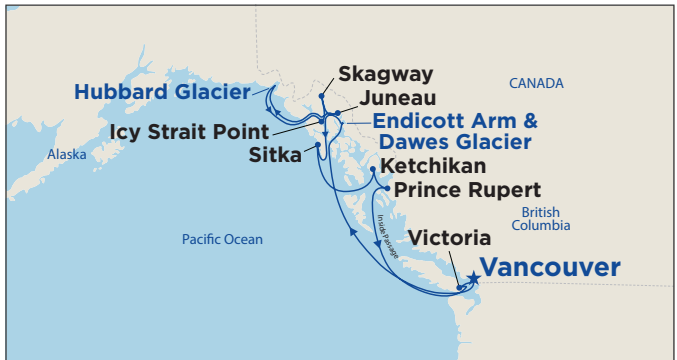 Skagway
CANADA
Hubbard Glacier
Juneau
Icy Strait Point
Endicott Arm &
Dawes Glacier
Alaska
Sitka
Ketchikan
Prince Rupert
British
Columbia
Pacific Ocean
Inside Passage
Victoria
Vancouver